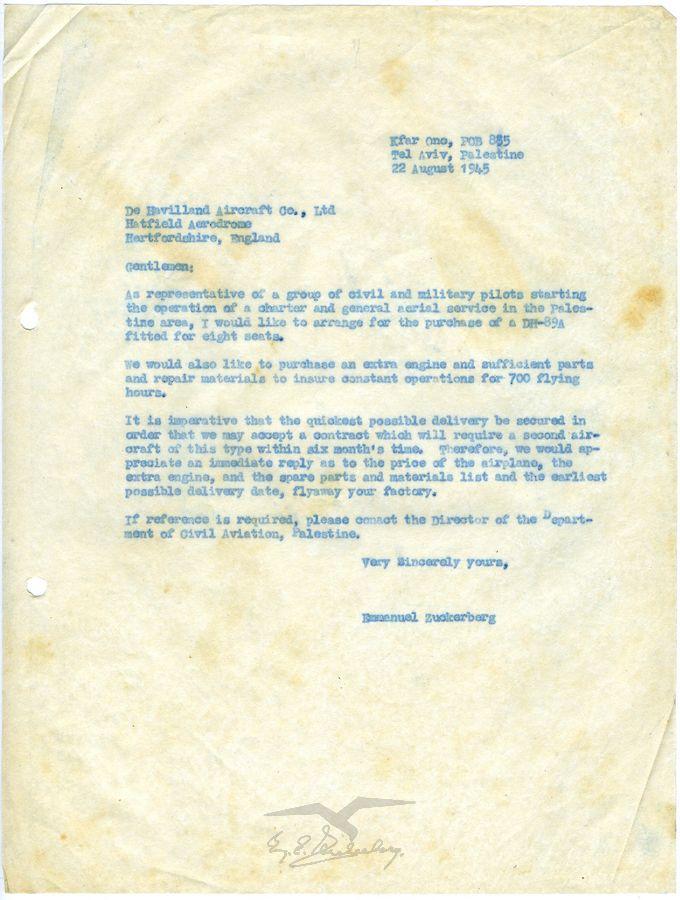 Kfar Ono, POB 835
Tel Aviv, Palestine
22 August 1945
De Havilland Aircraft Co., Ltd
Hatfield Aerodrome
Hertfordshire, England
Gentlemen:
As representative of a group of civil and military pilots starting
the operation of a charter and general aerial service in the Pales-
tine area, I would like to arrange for the purchase of a DH-89A
fitted for eight seats.
We would also like to purchase an extra engine and sufficient parts
and repair materials to insure constant operations for 700 flying
hours.
It is imperative that the quickest possible delivery be secured in
order that we may accept a contract which will require a second air-
craft of this type within six month's time. Therefore, we would ap-
preciate an immediate reply as to the price of the airplane, the
extra engine, and the spare parts and materials list and the earliest
possible delivery date, flyaway your factory.
If reference is required, please conact the Director of the Depart-
ment of Civil Aviation, Palestine.
Very Sincerely yours,
Emmanuel Zuckerberg